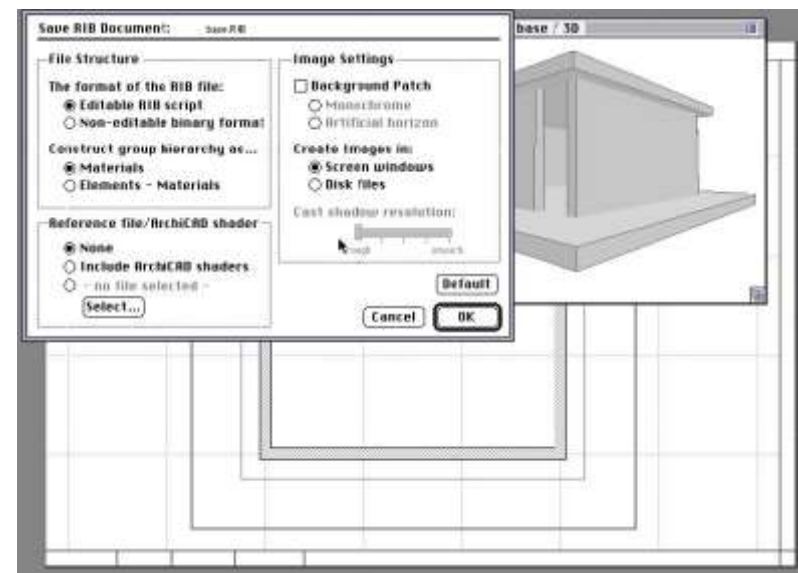 Save RIB Document:
Save RIB
base / 3D
File Structure
The format of the RIB file:
Editable RIB script
Non-editable binary format
Construct group hierarchy as...
Materials
Elements - Materials
Reference file/ArchiCAD shader
None
Include ArchiCAD shaders
- no file selected -
Select...
Image Settings
Background Patch
Monochrome
Artificial horizon
Create Images in:
Screen windows
Disk files
Cast shadow resolution:
smooth
Default
Cancel
OK